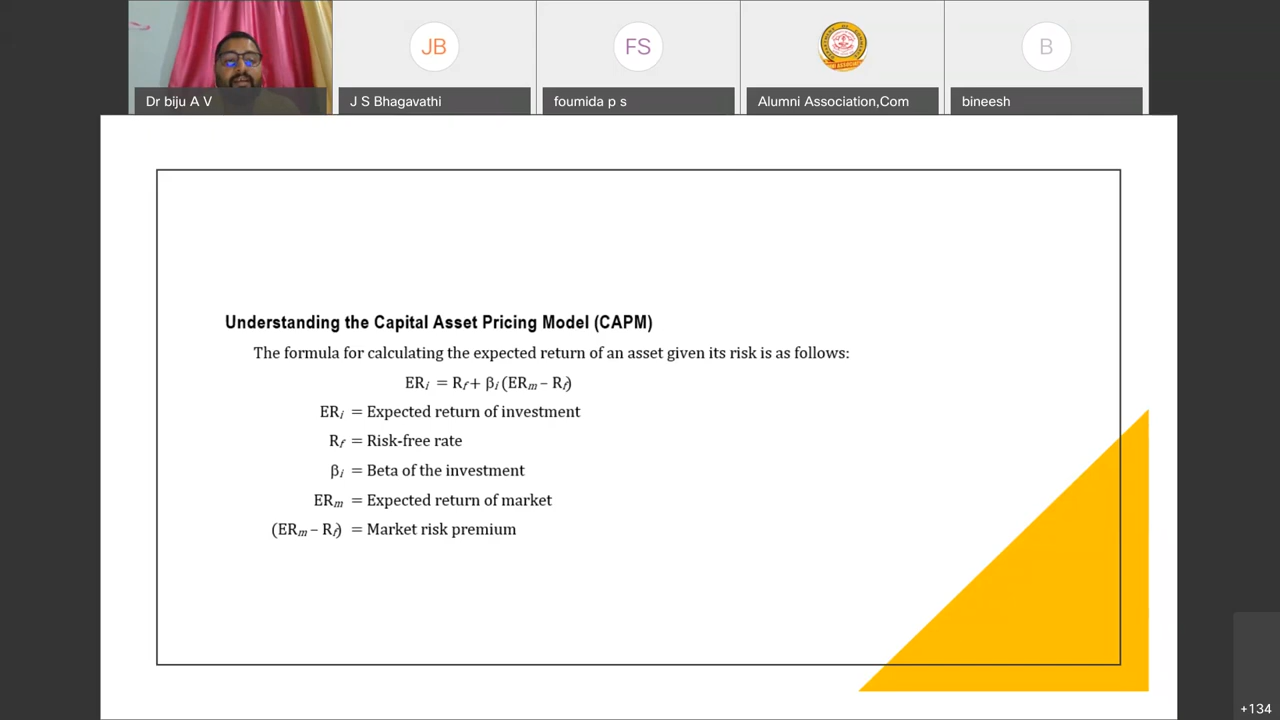 JB
FS
B
Dr biju A V
J S Bhagavathi
foumida p s
Alumni Association,Com
bineesh
Understanding the Capital Asset Pricing Model (CAPM)
The formula for calculating the expected return of an asset given its risk is as follows:
ERi = Rf + βi (ERm – Rf)
ERi = Expected return of investment
Rf = Risk-free rate
βi = Beta of the investment
ERm = Expected return of market
(ERm – Rf) = Market risk premium
+134